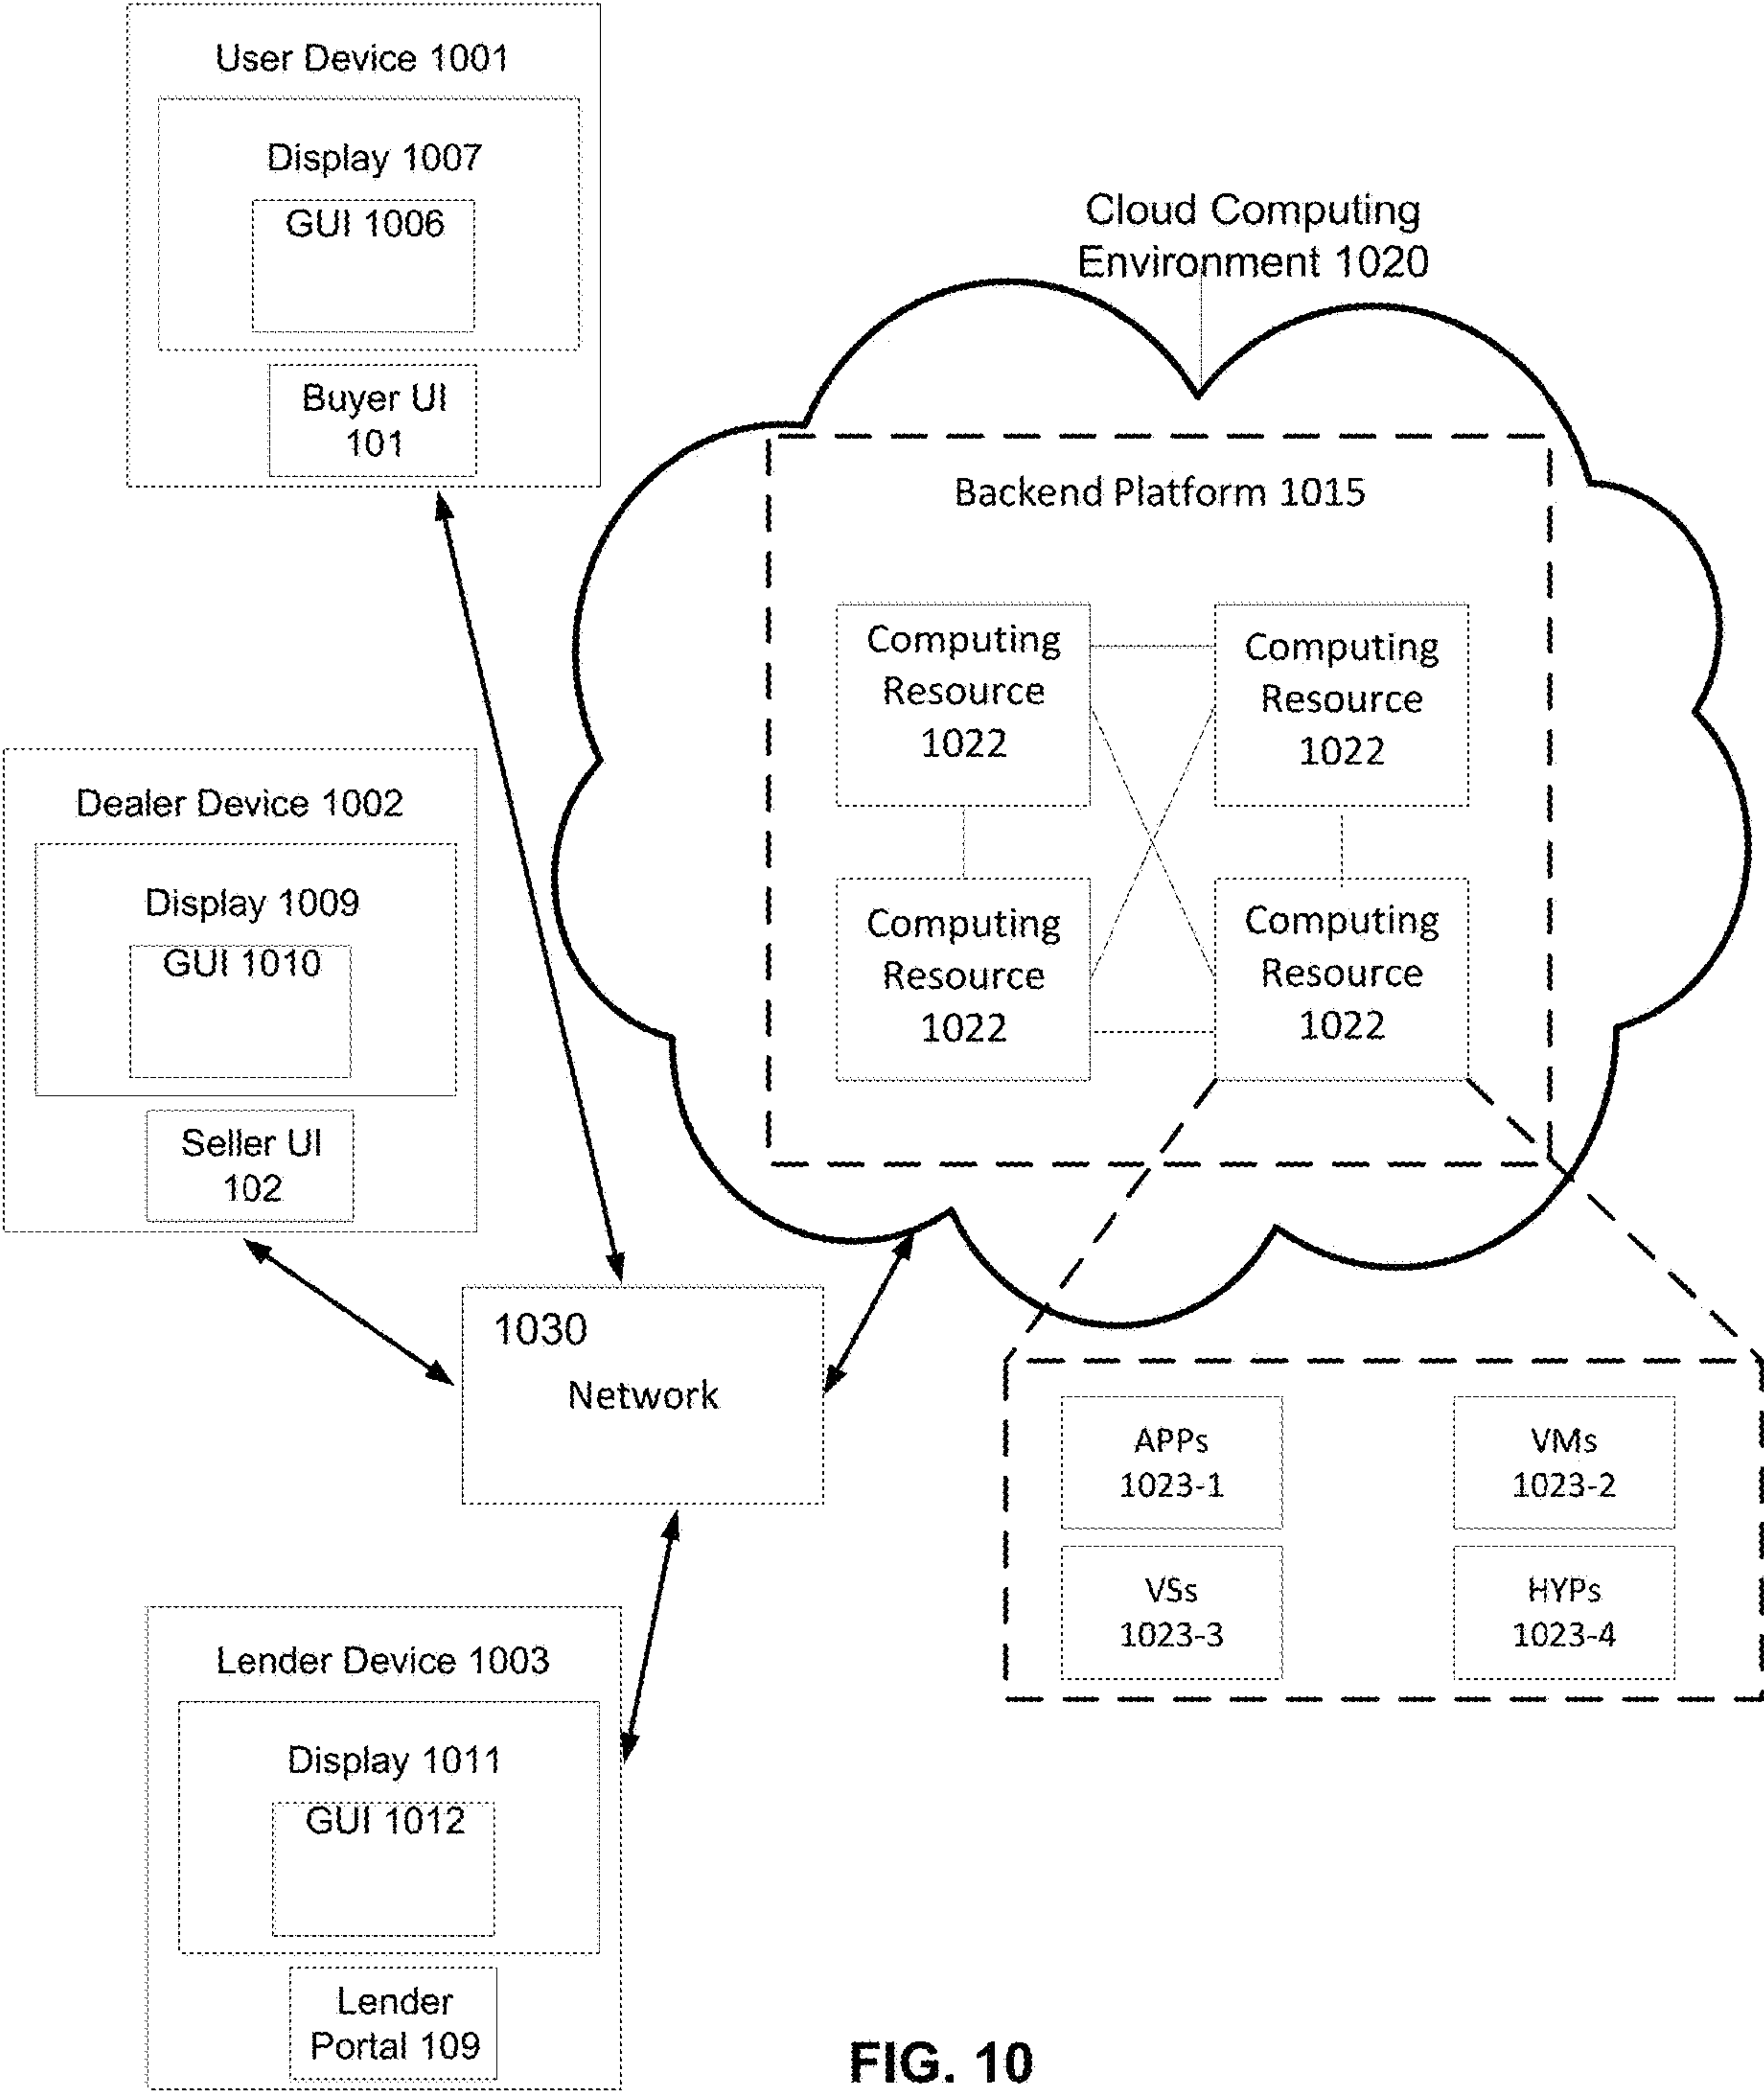 User Device 1001
Display 1007
GUI 1006
Buyer UI
101
Cloud Computing
Environment 1020
Backend Platform 1015
Computing
Resource
1022
Computing
Resource
1022
Computing
Resource
1022
Computing
Resource
1022
Dealer Device 1002
Display 1009
GUI 1010
Seller UI
102
1030
Network
APPs
1023-1
VMs
1023-2
VSs
1023-3
HYPs
1023-4
Lender Device 1003
Display 1011
GUI 1012
Lender
Portal 109
FIG. 10